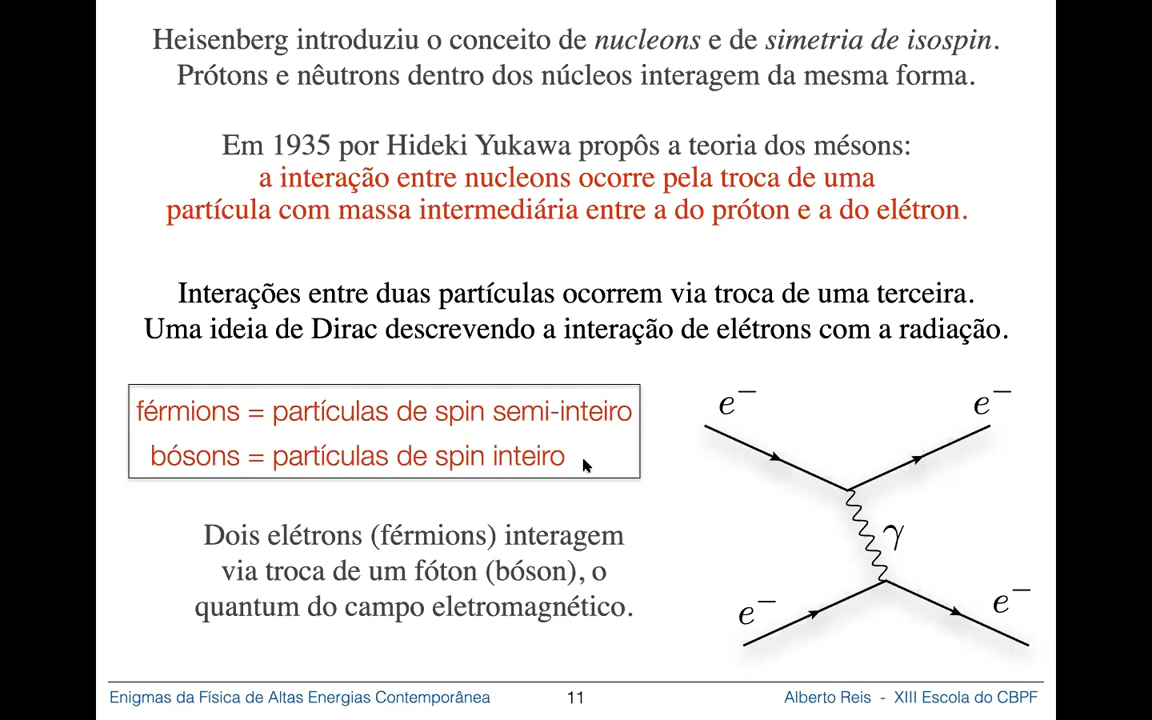 Heisenberg introduziu o conceito de nucleons e de simetria de isospin.
Prótons e nêutrons dentro dos núcleos interagem da mesma forma.
Em 1935 por Hideki Yukawa propôs a teoria dos mésons:
a interação entre nucleons ocorre pela troca de uma
partícula com massa intermediária entre a do próton e a do elétron.
Interações entre duas partículas ocorrem via troca de uma terceira.
Uma ideia de Dirac descrevendo a interação de elétrons com a radiação.
férmions = partículas de spin semi-inteiro
bósons = partículas de spin inteiro
Dois elétrons (férmions) interagem
via troca de um fóton (bóson), o
quantum do campo eletromagnético.
e⁻
e⁻
γ
e⁻
e⁻
Enigmas da Física de Altas Energias Contemporânea
11
Alberto Reis - XIII Escola do CBPF